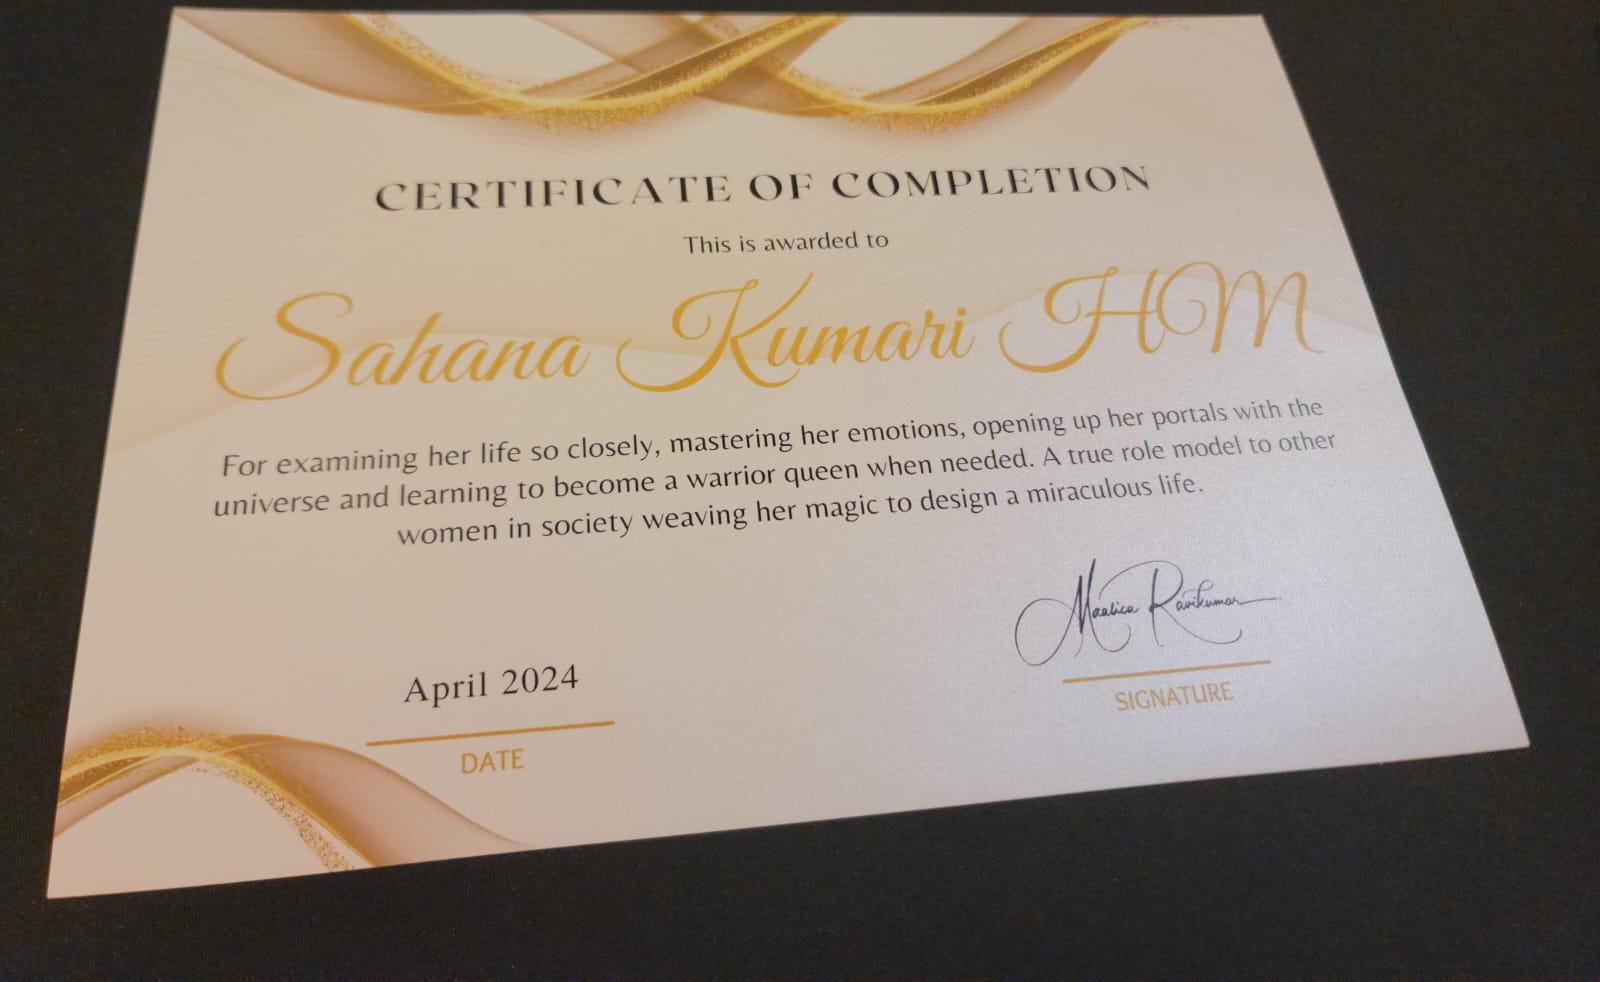 CERTIFICATE OF COMPLETION
This is awarded to
Sahana Kumari HM
For examining her life so closely, mastering her emotions, opening up her portals with the
universe and learning to become a warrior queen when needed. A true role model to other
women in society weaving her magic to design a miraculous life.
Maalica Ravikumar
SIGNATURE
April 2024
DATE